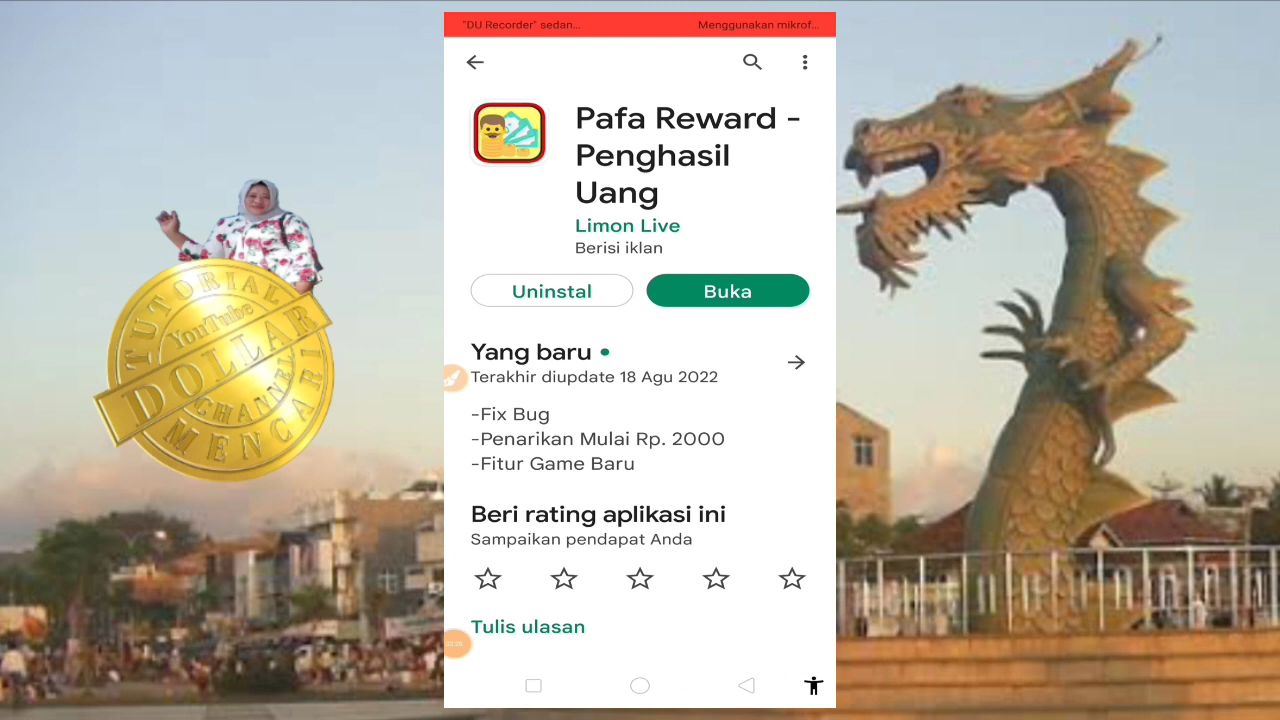 "DU Recorder" sedan...
Menggunakan mikrof...
Pafa Reward -
Penghasil
Uang
Limon Live
Berisi iklan
Uninstal
Buka
Yang baru
Terakhir diupdate 18 Agu 2022
-Fix Bug
-Penarikan Mulai Rp. 2000
-Fitur Game Baru
Beri rating aplikasi ini
Sampaikan pendapat Anda
Tulis ulasan
TUTORIAL
YouTube
DOLLAR
CHANNEL
MENCARI